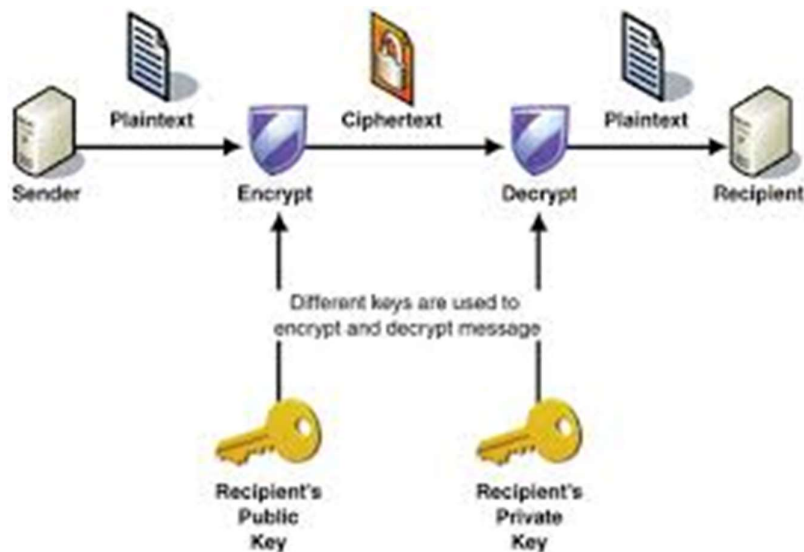 Plaintext
Ciphertext
Plaintext
Sender
Encrypt
Decrypt
Recipient
Different keys are used to
encrypt and decrypt message
Recipient's
Public
Key
Recipient's
Private
Key